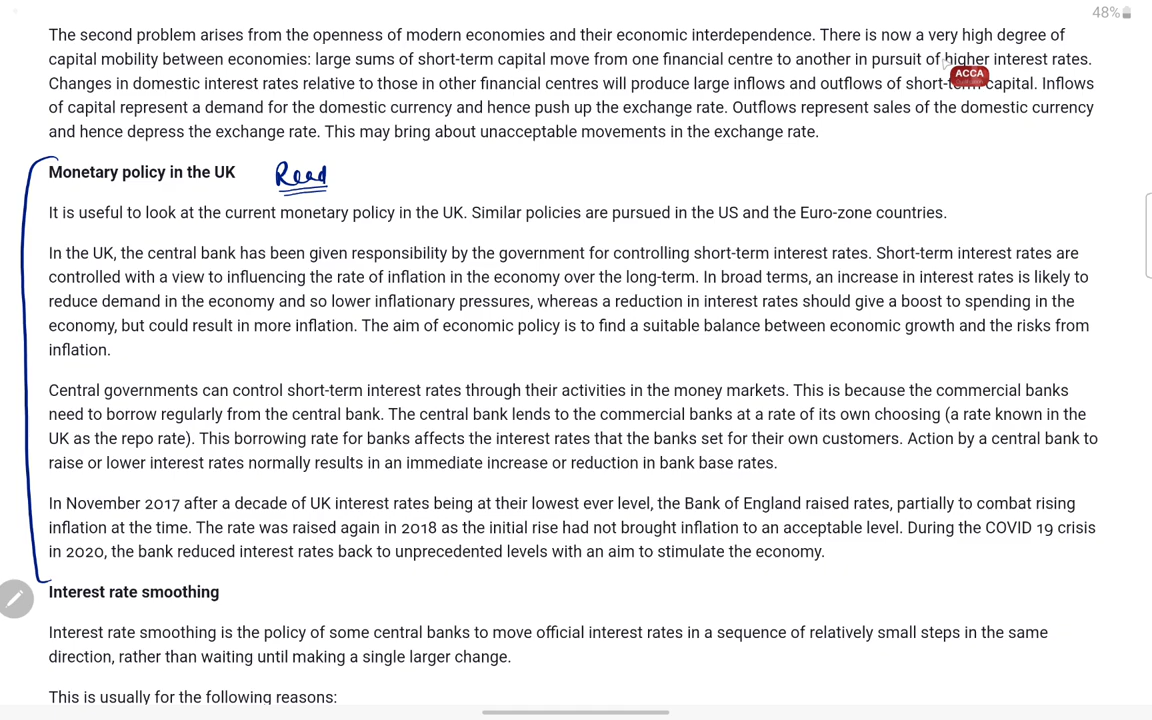 48%
The second problem arises from the openness of modern economies and their economic interdependence. There is now a very high degree of
capital mobility between economies: large sums of short-term capital move from one financial centre to another in pursuit of higher interest rates.
ACCA
Changes in domestic interest rates relative to those in other financial centres will produce large inflows and outflows of short-term capital. Inflows
of capital represent a demand for the domestic currency and hence push up the exchange rate. Outflows represent sales of the domestic currency
and hence depress the exchange rate. This may bring about unacceptable movements in the exchange rate.
Monetary policy in the UK Read
It is useful to look at the current monetary policy in the UK. Similar policies are pursued in the US and the Euro-zone countries.
In the UK, the central bank has been given responsibility by the government for controlling short-term interest rates. Short-term interest rates are
controlled with a view to influencing the rate of inflation in the economy over the long-term. In broad terms, an increase in interest rates is likely to
reduce demand in the economy and so lower inflationary pressures, whereas a reduction in interest rates should give a boost to spending in the
economy, but could result in more inflation. The aim of economic policy is to find a suitable balance between economic growth and the risks from
inflation.
Central governments can control short-term interest rates through their activities in the money markets. This is because the commercial banks
need to borrow regularly from the central bank. The central bank lends to the commercial banks at a rate of its own choosing (a rate known in the
UK as the repo rate). This borrowing rate for banks affects the interest rates that the banks set for their own customers. Action by a central bank to
raise or lower interest rates normally results in an immediate increase or reduction in bank base rates.
In November 2017 after a decade of UK interest rates being at their lowest ever level, the Bank of England raised rates, partially to combat rising
inflation at the time. The rate was raised again in 2018 as the initial rise had not brought inflation to an acceptable level. During the COVID 19 crisis
in 2020, the bank reduced interest rates back to unprecedented levels with an aim to stimulate the economy.
Interest rate smoothing
Interest rate smoothing is the policy of some central banks to move official interest rates in a sequence of relatively small steps in the same
direction, rather than waiting until making a single larger change.
This is usually for the following reasons: